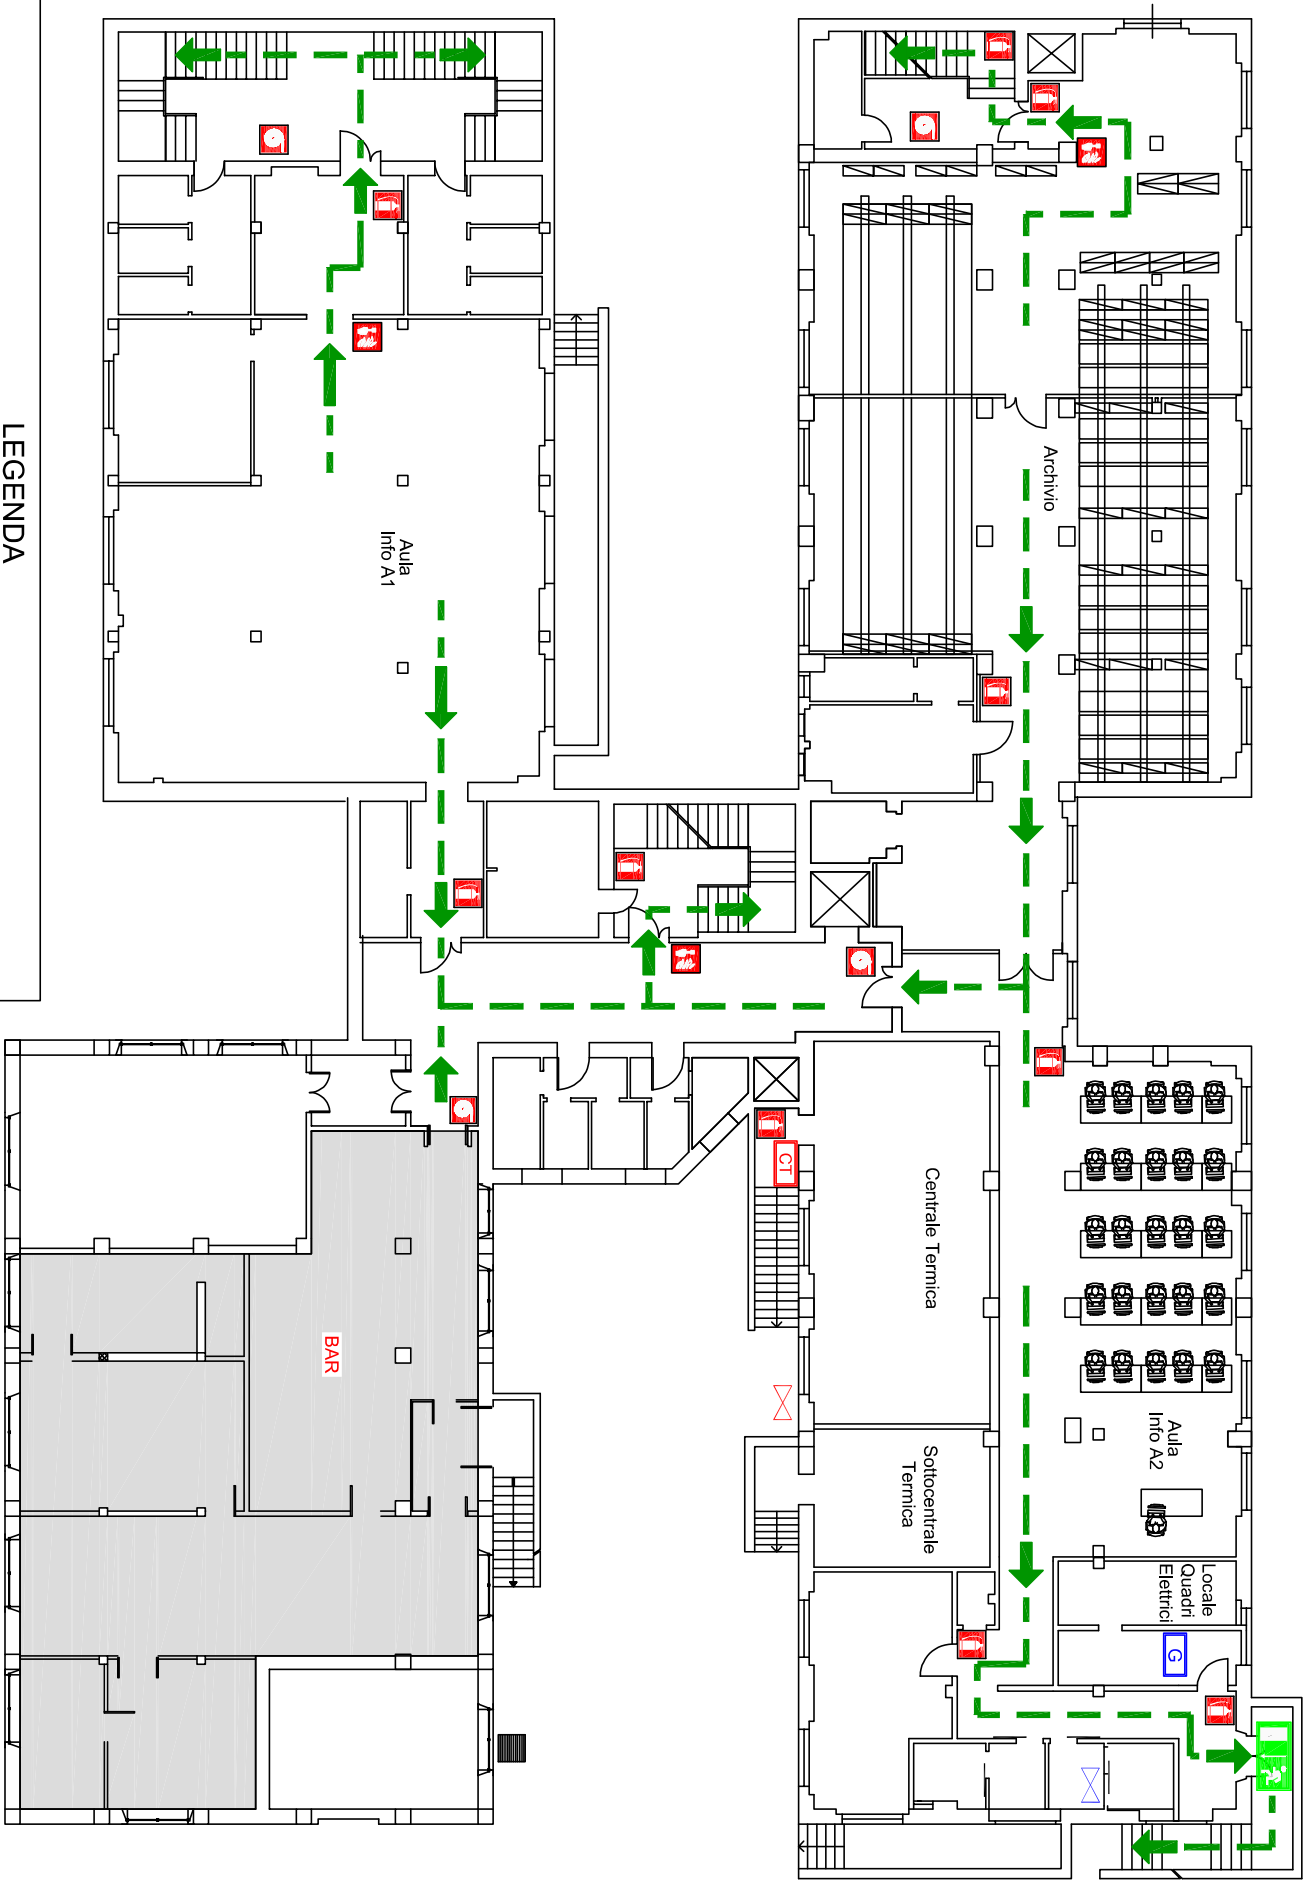 LEGENDA
Archivio
Aula
Info A1
CT
Centrale Termica
BAR
Aula
Info A2
Sottocentrale
Termica
Locale
Quadri
Elettrici
G